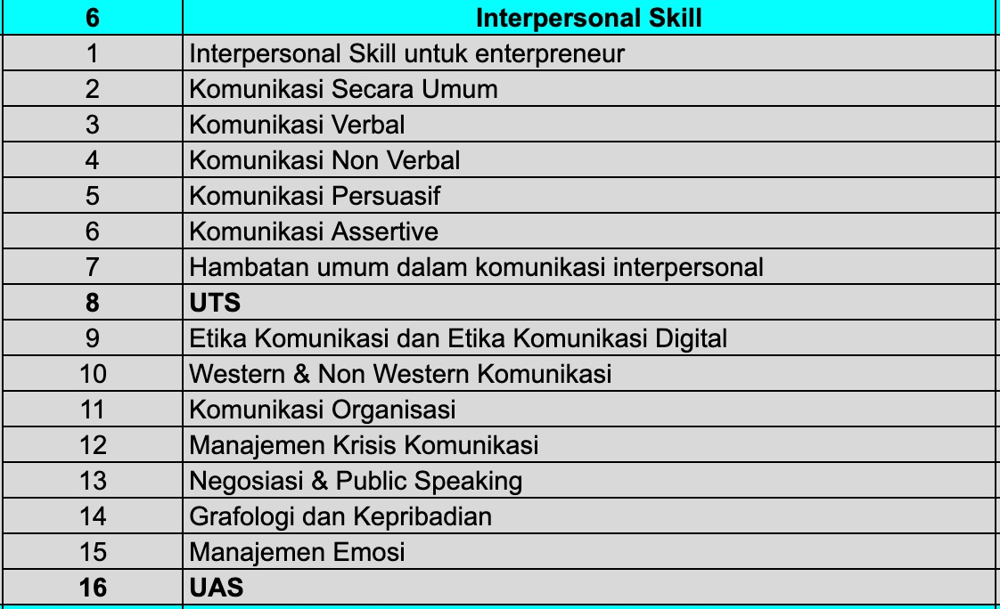 6 Interpersonal Skill
1 Interpersonal Skill untuk enterpreneur
2 Komunikasi Secara Umum
3 Komunikasi Verbal
4 Komunikasi Non Verbal
5 Komunikasi Persuasif
6 Komunikasi Assertive
7 Hambatan umum dalam komunikasi interpersonal
8 UTS
9 Etika Komunikasi dan Etika Komunikasi Digital
10 Western & Non Western Komunikasi
11 Komunikasi Organisasi
12 Manajemen Krisis Komunikasi
13 Negosiasi & Public Speaking
14 Grafologi dan Kepribadian
15 Manajemen Emosi
16 UAS